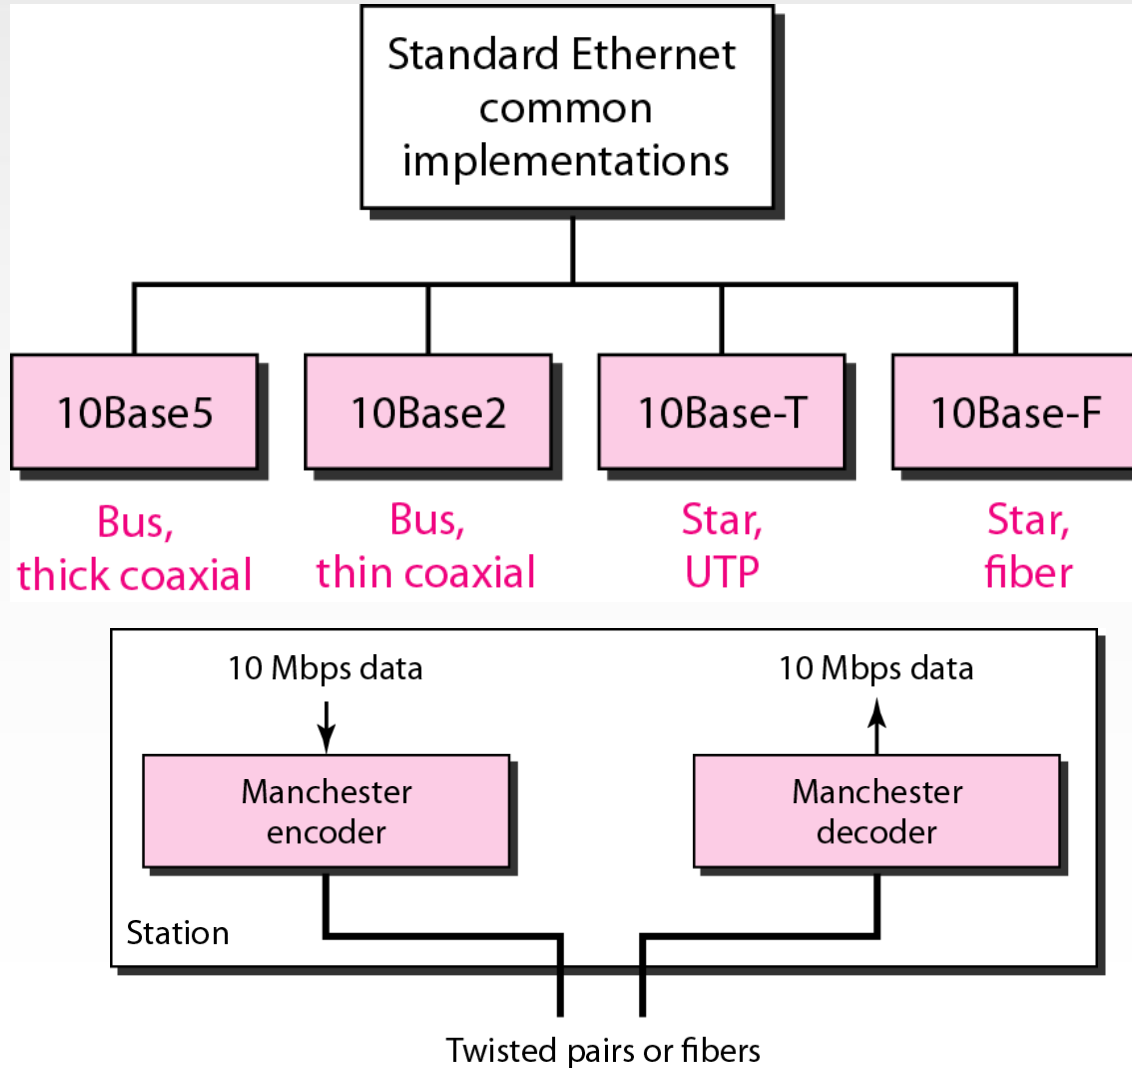 Standard Ethernet
common
implementations
10Base5
10Base2
10Base-T
10Base-F
Bus,
thick coaxial
Bus,
thin coaxial
Star,
UTP
Star,
fiber
10 Mbps data
10 Mbps data
Manchester
encoder
Manchester
decoder
Station
Twisted pairs or fibers